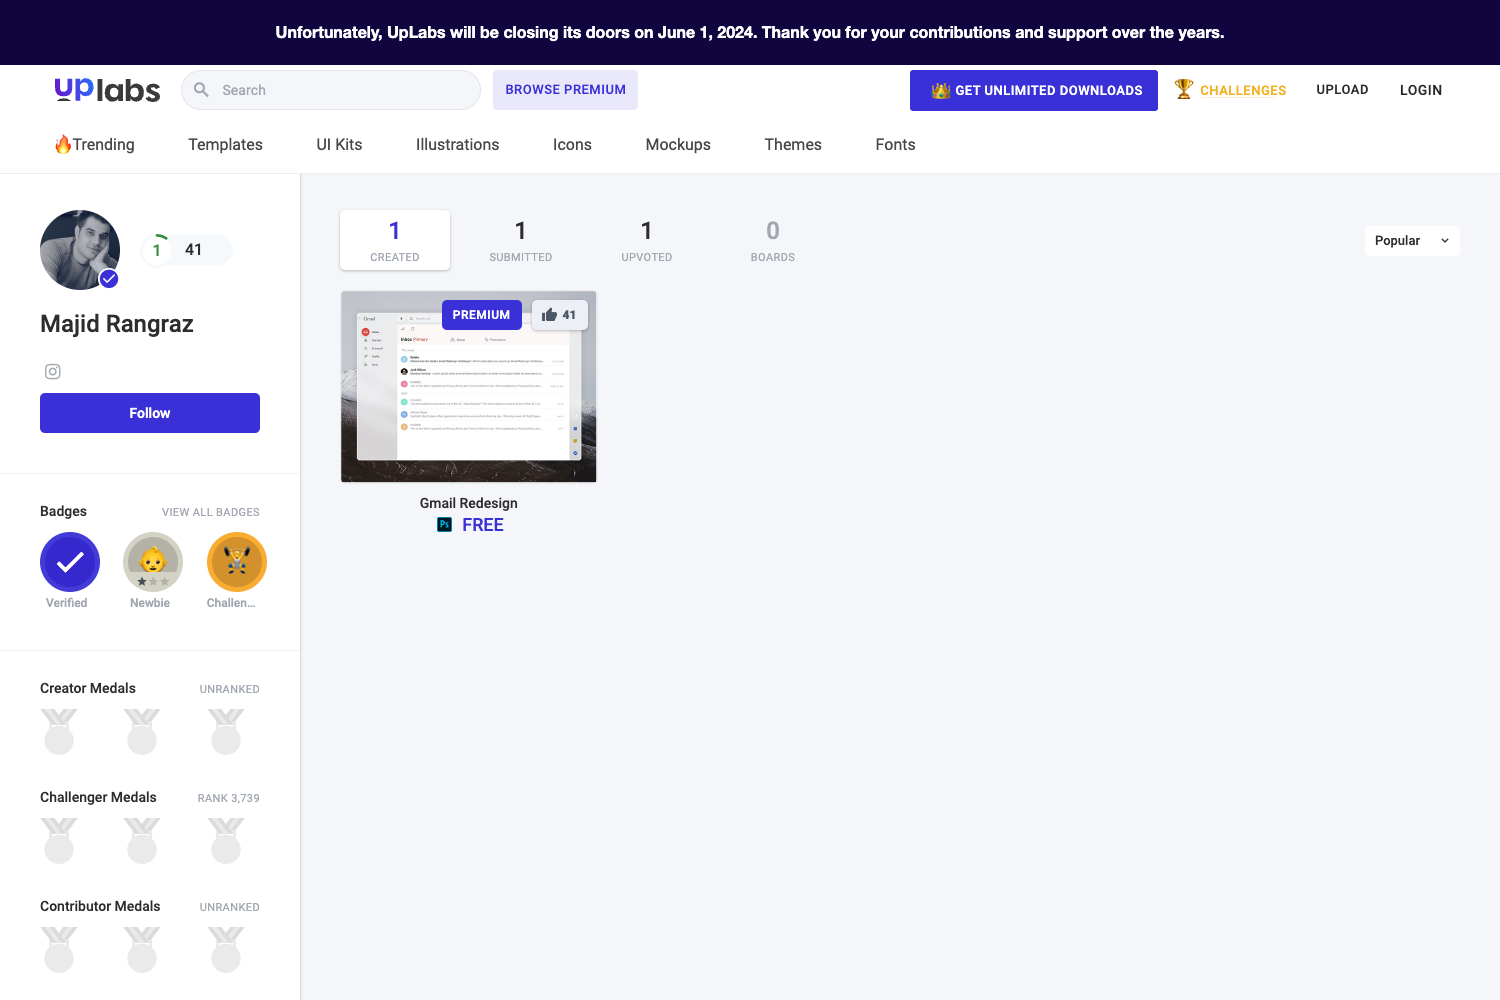 Unfortunately, UpLabs will be closing its doors on June 1, 2024. Thank you for your contributions and support over the years.
uplabs
Search
BROWSE PREMIUM
GET UNLIMITED DOWNLOADS
CHALLENGES
UPLOAD
LOGIN
Trending
Templates
UI Kits
Illustrations
Icons
Mockups
Themes
Fonts
1
41
Majid Rangraz
Follow
Badges
VIEW ALL BADGES
Verified
Newbie
Challen...
Creator Medals
UNRANKED
Challenger Medals
RANK 3,739
Contributor Medals
UNRANKED
1
CREATED
1
SUBMITTED
1
UPVOTED
0
BOARDS
Popular
PREMIUM
41
Gmail
Inbox Primary
Gmail Redesign
Ps
FREE